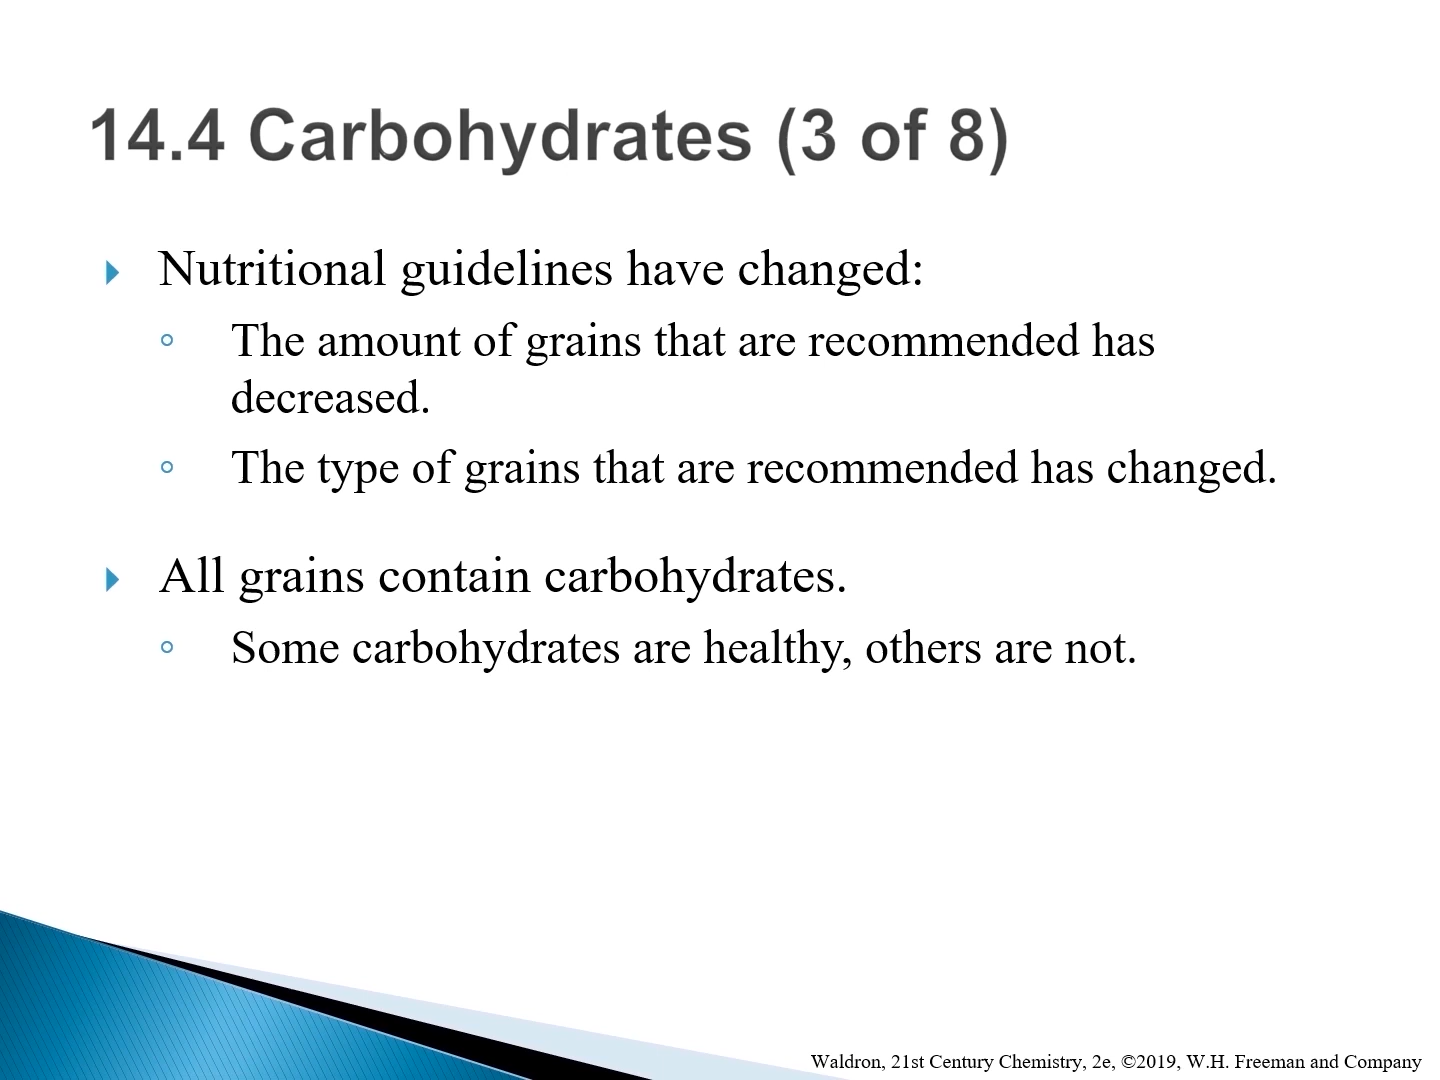 14.4 Carbohydrates (3 of 8)
Nutritional guidelines have changed:
The amount of grains that are recommended has
decreased.
The type of grains that are recommended has changed.
All grains contain carbohydrates.
Some carbohydrates are healthy, others are not.
Waldron, 21st Century Chemistry, 2e, ©2019, W.H. Freeman and Company